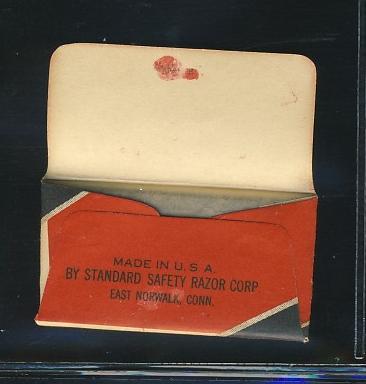 MADE IN U. S. A.
BY STANDARD SAFETY RAZOR CORP.
EAST NORWALK, CONN.